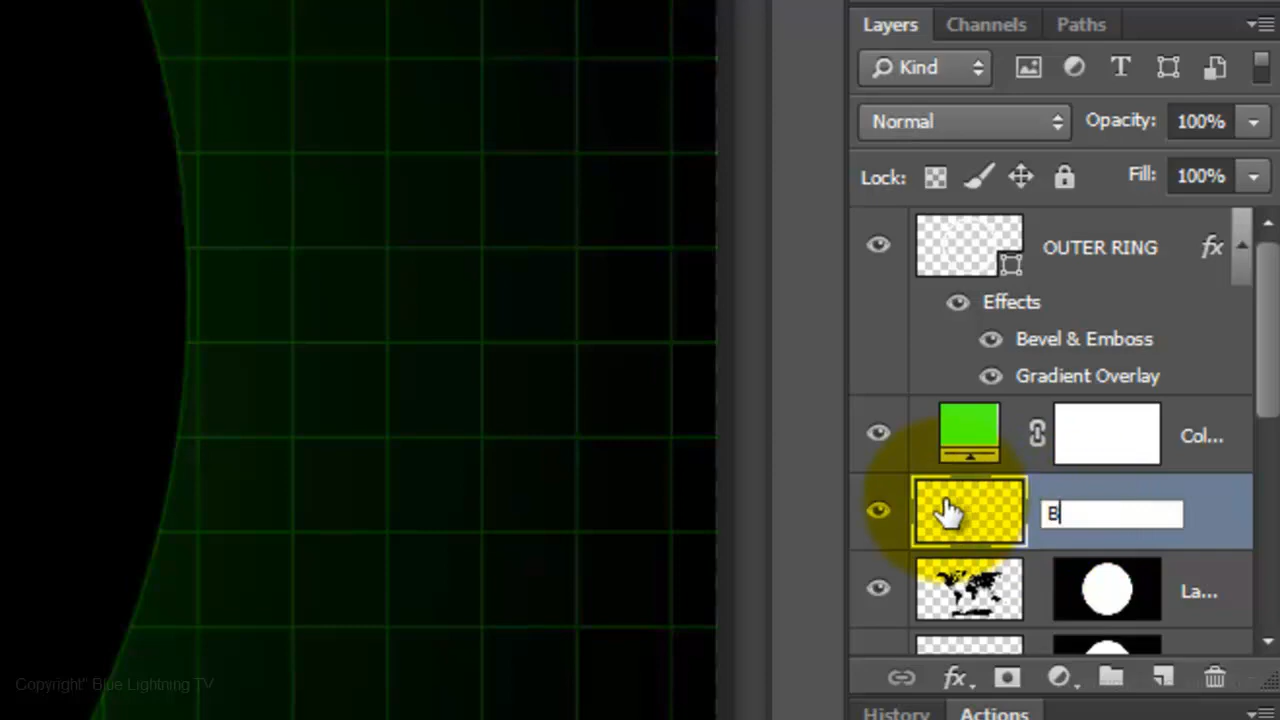 Layers Channels Paths
Kind T
Normal Opacity: 100%
Lock: Fill: 100%
OUTER RING fx
Effects
Bevel & Emboss
Gradient Overlay
Col...
B
La...
fx
Copyright" Blue Lightning TV
History Actions